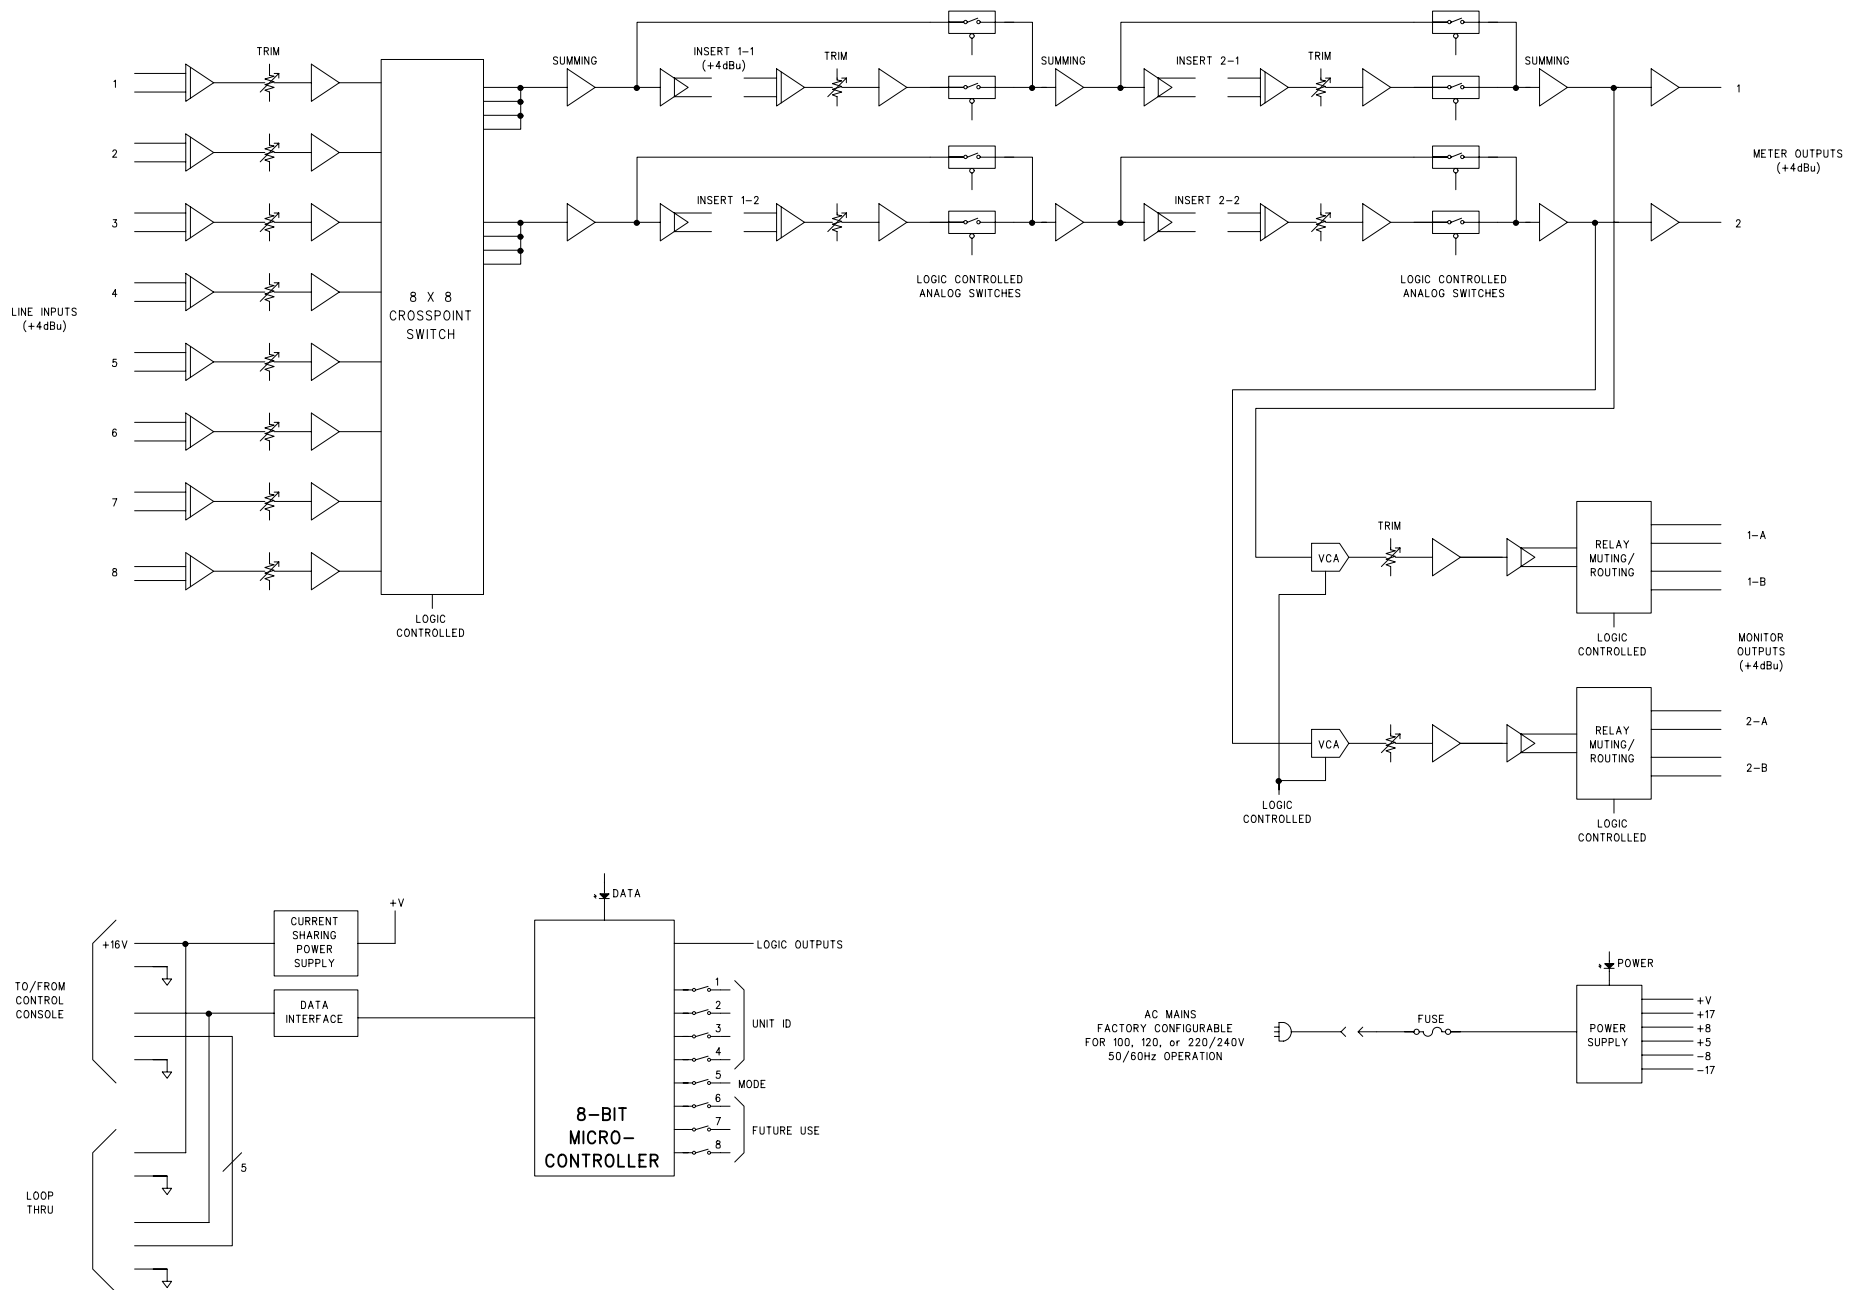 TRIM
SUMMING
INSERT 1-1
(+4dBu)
TRIM
SUMMING
INSERT 2-1
TRIM
SUMMING
1
2
3
4
5
6
7
8
LINE INPUTS
(+4dBu)
8 X 8
CROSSPOINT
SWITCH
LOGIC
CONTROLLED
INSERT 1-2
INSERT 2-2
LOGIC CONTROLLED
ANALOG SWITCHES
LOGIC CONTROLLED
ANALOG SWITCHES
1
METER OUTPUTS
(+4dBu)
2
VCA
TRIM
RELAY
MUTING/
ROUTING
1-A
1-B
LOGIC
CONTROLLED
MONITOR
OUTPUTS
(+4dBu)
VCA
RELAY
MUTING/
ROUTING
2-A
2-B
LOGIC
CONTROLLED
LOGIC
CONTROLLED
TO/FROM
CONTROL
CONSOLE
+16V
CURRENT
SHARING
POWER
SUPPLY
+V
DATA
INTERFACE
LOOP
THRU
5
DATA
8-BIT
MICRO-
CONTROLLER
LOGIC OUTPUTS
1
2
3
4
UNIT ID
5
MODE
6
7
8
FUTURE USE
AC MAINS
FACTORY CONFIGURABLE
FOR 100, 120, or 220/240V
50/60Hz OPERATION
FUSE
POWER
POWER
SUPPLY
+V
+17
+8
+5
-8
-17